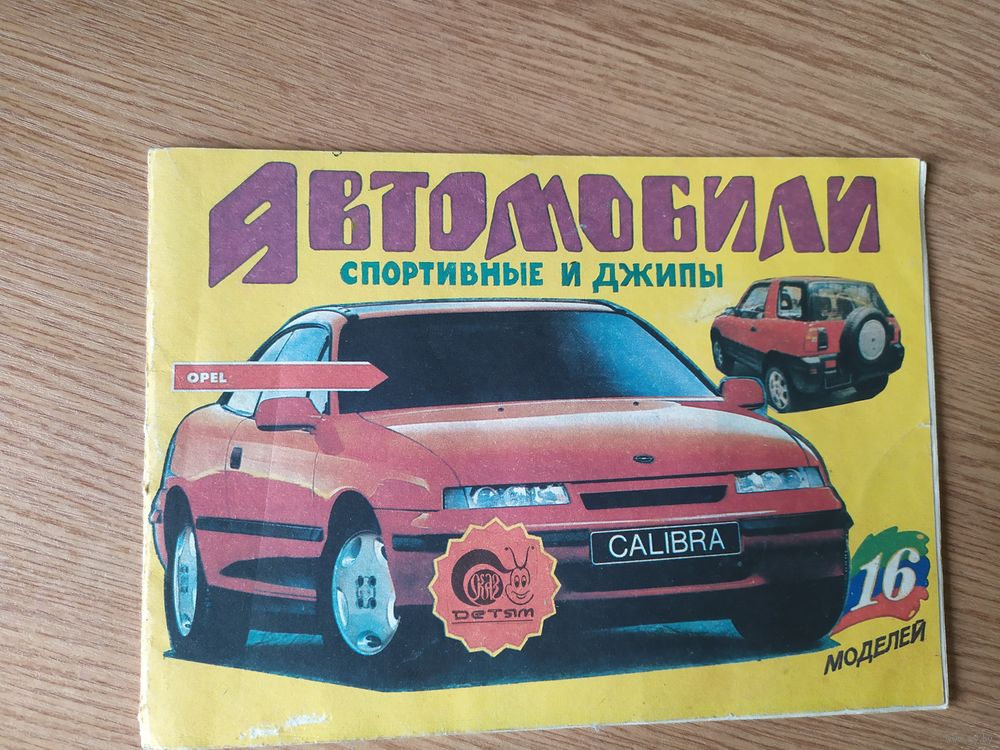 Автомобили
СПОРТИВНЫЕ И ДЖИПЫ
OPEL
CALIBRA
ДЕТЯМ
16
МОДЕЛЕЙ